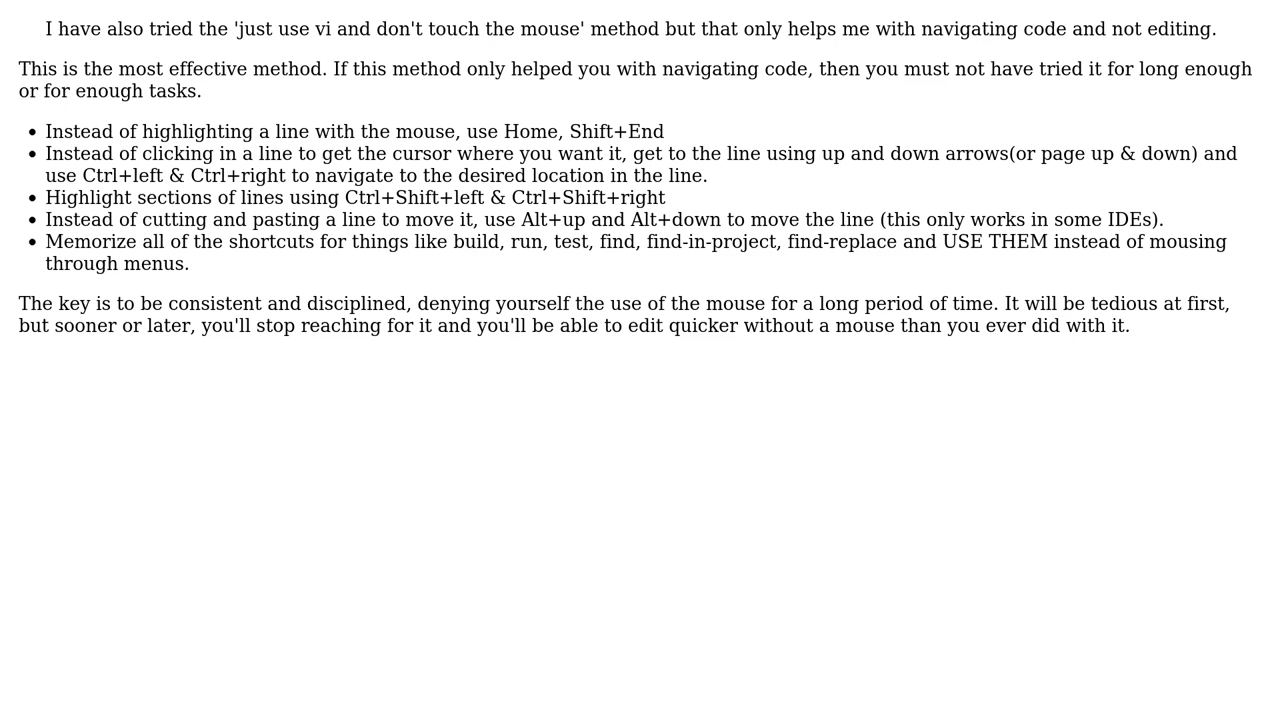 I have also tried the 'just use vi and don't touch the mouse' method but that only helps me with navigating code and not editing.
This is the most effective method. If this method only helped you with navigating code, then you must not have tried it for long enough
or for enough tasks.
• Instead of highlighting a line with the mouse, use Home, Shift+End
• Instead of clicking in a line to get the cursor where you want it, get to the line using up and down arrows(or page up & down) and
use Ctrl+left & Ctrl+right to navigate to the desired location in the line.
• Highlight sections of lines using Ctrl+Shift+left & Ctrl+Shift+right
• Instead of cutting and pasting a line to move it, use Alt+up and Alt+down to move the line (this only works in some IDEs).
• Memorize all of the shortcuts for things like build, run, test, find, find-in-project, find-replace and USE THEM instead of mousing
through menus.
The key is to be consistent and disciplined, denying yourself the use of the mouse for a long period of time. It will be tedious at first,
but sooner or later, you'll stop reaching for it and you'll be able to edit quicker without a mouse than you ever did with it.